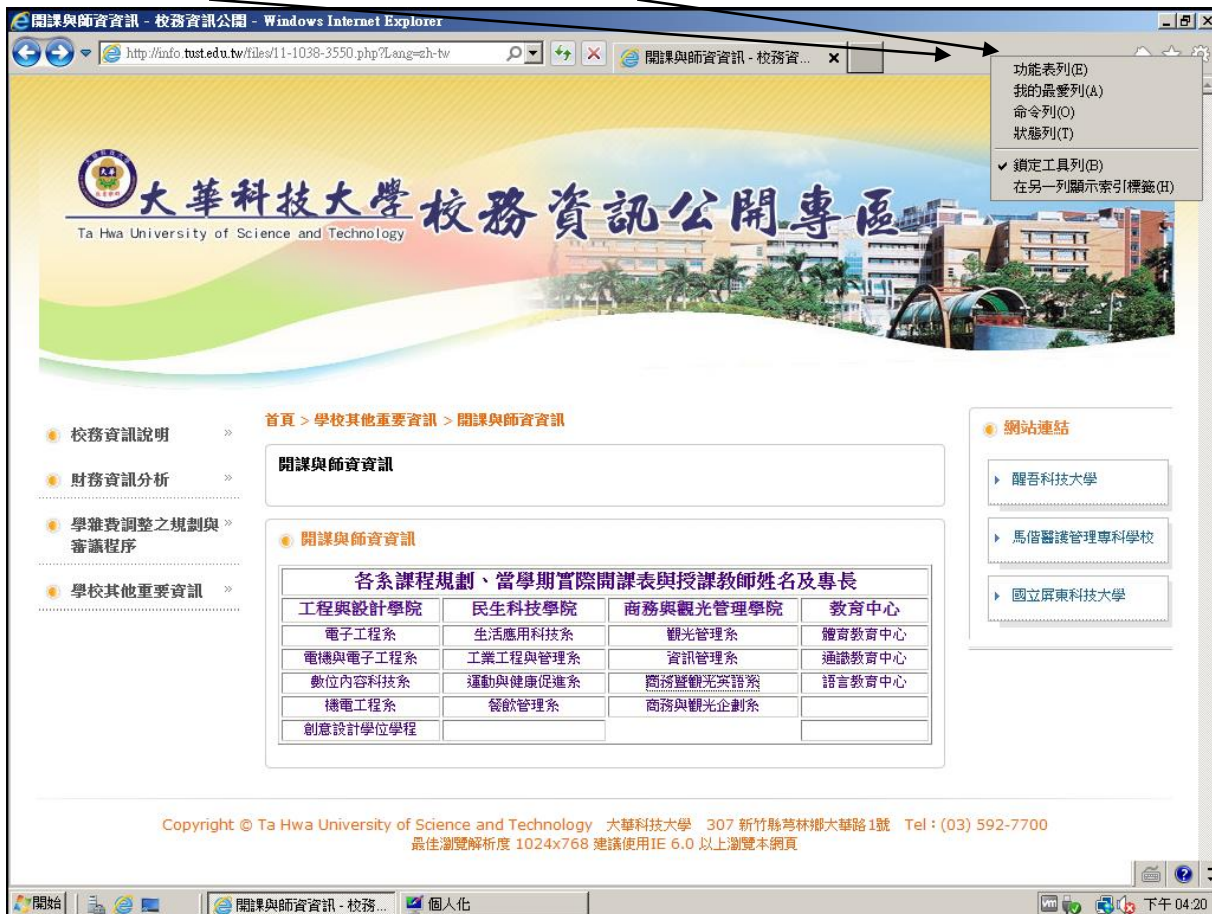 開課與師資資訊 - 校務資訊公開 - Windows Internet Explorer
http://info.tust.edu.tw/files/11-1038-3550.php?Lang=zh-tw
開課與師資資訊 - 校務資...
功能表列(E)
我的最愛列(A)
命令列(O)
狀態列(T)
鎖定工具列(B)
在另一列顯示索引標籤(H)
大華科技大學 校務資訊公開專區
Ta Hwa University of Science and Technology
首頁 > 學校其他重要資訊 > 開課與師資資訊
校務資訊說明
財務資訊分析
學雜費調整之規劃與
審議程序
學校其他重要資訊
開課與師資資訊
開課與師資資訊
各系課程規劃、當學期實際開課表與授課教師姓名及專長
工程與設計學院 民生科技學院 商務與觀光管理學院 教育中心
電子工程系 生活應用科技系 觀光管理系 體育教育中心
電機與電子工程系 工業工程與管理系 資訊管理系 通識教育中心
數位內容科技系 運動與健康促進系 商務暨觀光英語系 語言教育中心
機電工程系 餐飲管理系 商務與觀光企劃系
創意設計學位學程
網站連結
醒吾科技大學
馬偕醫護管理專科學校
國立屏東科技大學
Copyright © Ta Hwa University of Science and Technology 大華科技大學 307 新竹縣芎林鄉大華路1號 Tel：(03) 592-7700
最佳瀏覽解析度 1024x768 建議使用IE 6.0 以上瀏覽本網頁
開始 開課與師資資訊 - 校務... 個人化 下午 04:20